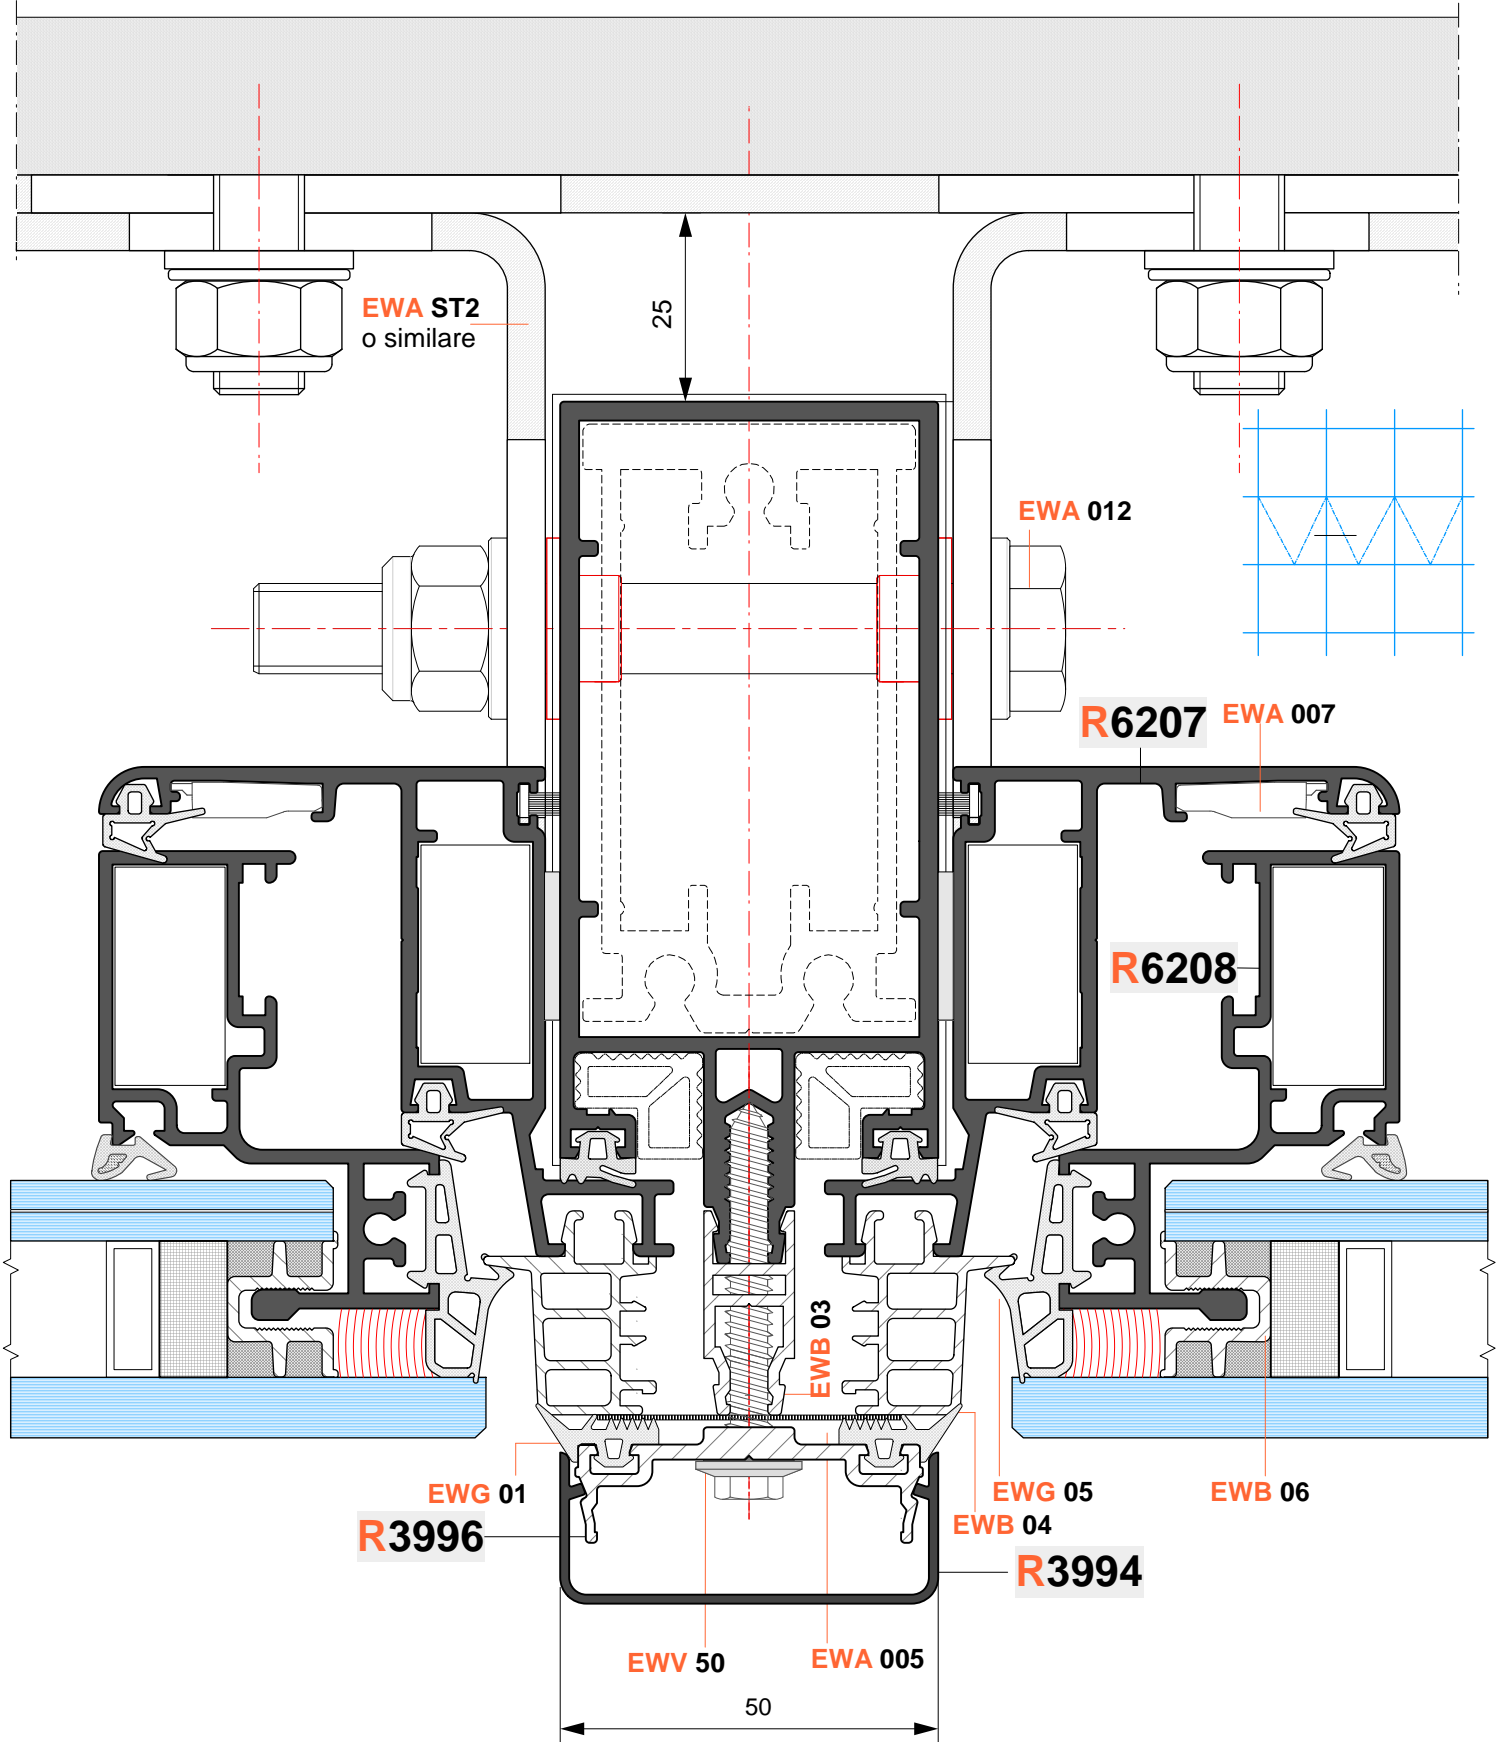 EWA ST2
o similare
25
EWA 012
R6207
EWA 007
R6208
EWB 03
EWG 01
EWG 05
EWB 06
R3996
EWB 04
R3994
EWV 50
EWA 005
50